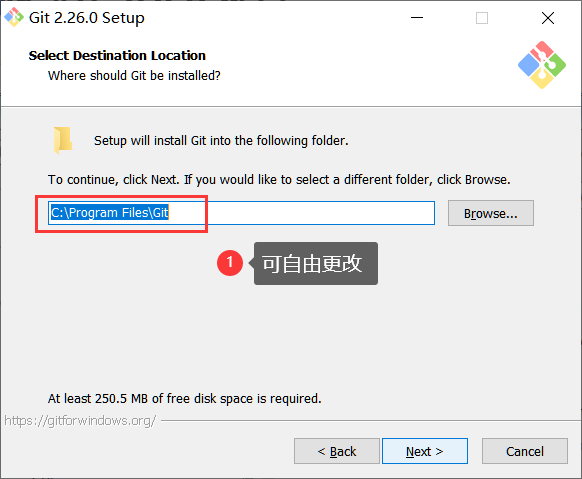 Git 2.26.0 Setup
Select Destination Location
Where should Git be installed?
Setup will install Git into the following folder.
To continue, click Next. If you would like to select a different folder, click Browse.
C:\Program Files\Git
Browse...
1
可自由更改
At least 250.5 MB of free disk space is required.
https://gitforwindows.org/
< Back
Next >
Cancel